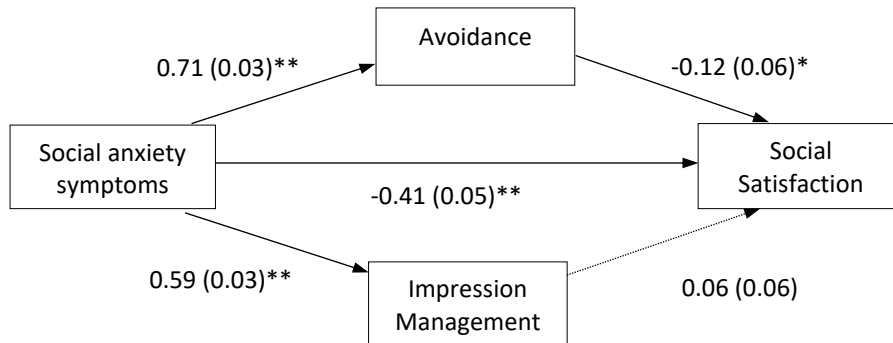 Avoidance
0.71 (0.03)**
-0.12 (0.06)*
Social anxiety
symptoms
Social
Satisfaction
-0.41 (0.05)**
0.59 (0.03)**
Impression
Management
0.06 (0.06)